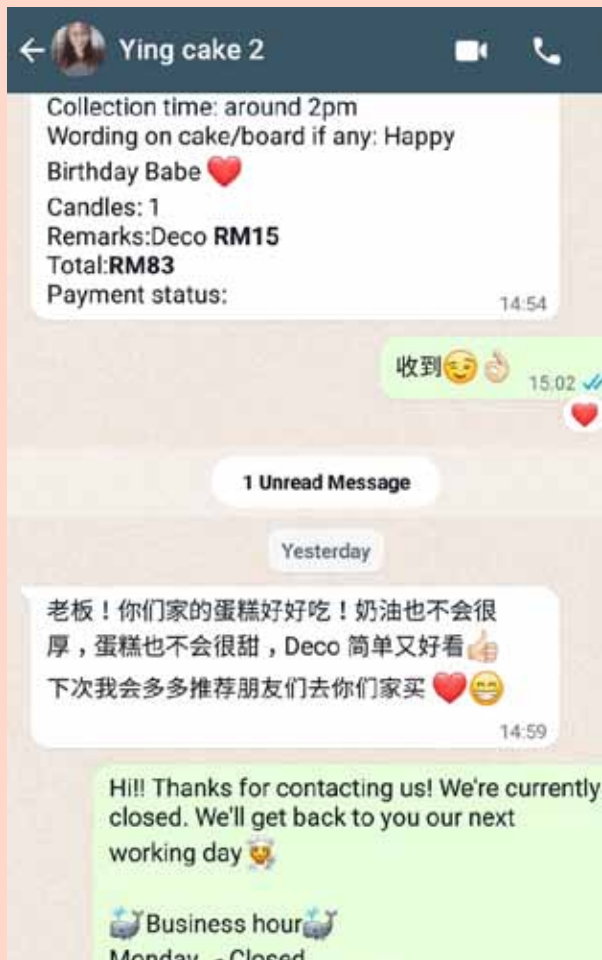 Ying cake 2
Collection time: around 2pm
Wording on cake/board if any: Happy
Birthday Babe ❤️
Candles: 1
Remarks:Deco RM15
Total:RM83
Payment status:
14:54
收到😉👌🏻
15:02
❤️
1 Unread Message
Yesterday
老板！你们家的蛋糕好好吃！奶油也不会很
厚，蛋糕也不会很甜，Deco 简单又好看👍🏻
下次我会多多推荐朋友们去你们家买 ❤️😁
14:59
Hi!! Thanks for contacting us! We're currently
closed. We'll get back to you our next
working day
🐳Business hour🐳
Monday - Closed